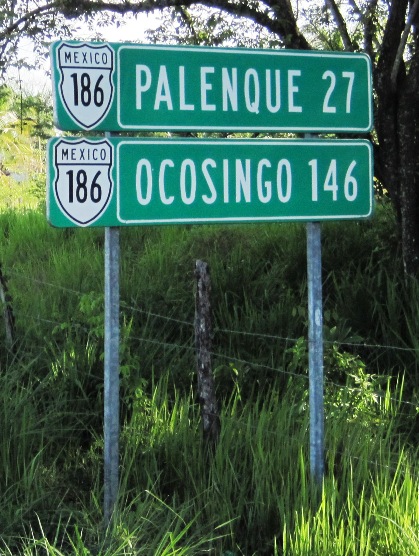 MEXICO
186
PALENQUE 27
MEXICO
186
OCOSINGO 146